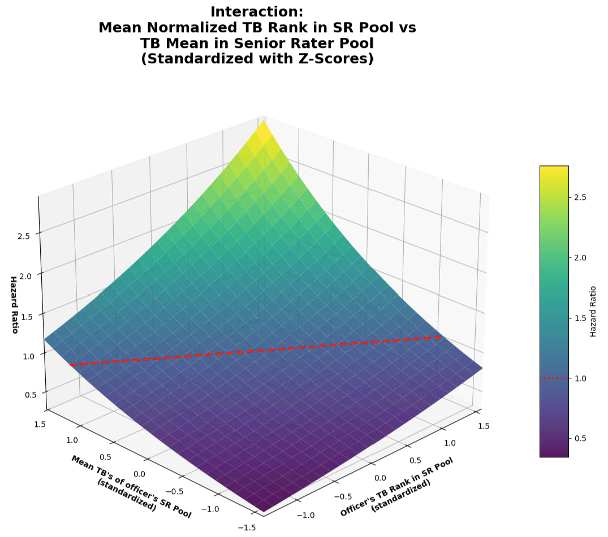 Interaction:
Mean Normalized TB Rank in SR Pool vs
TB Mean in Senior Rater Pool
(Standardized with Z-Scores)
Hazard Ratio
2.5
2.0
1.5
1.0
0.5
1.5
1.0
0.5
0.0
−0.5
−1.0
−1.5
Mean TB's of officer's SR Pool
(standardized)
−1.0
−0.5
0.0
0.5
1.0
1.5
Officer's TB Rank in SR Pool
(standardized)
2.5
2.0
1.5
1.0
0.5
Hazard Ratio